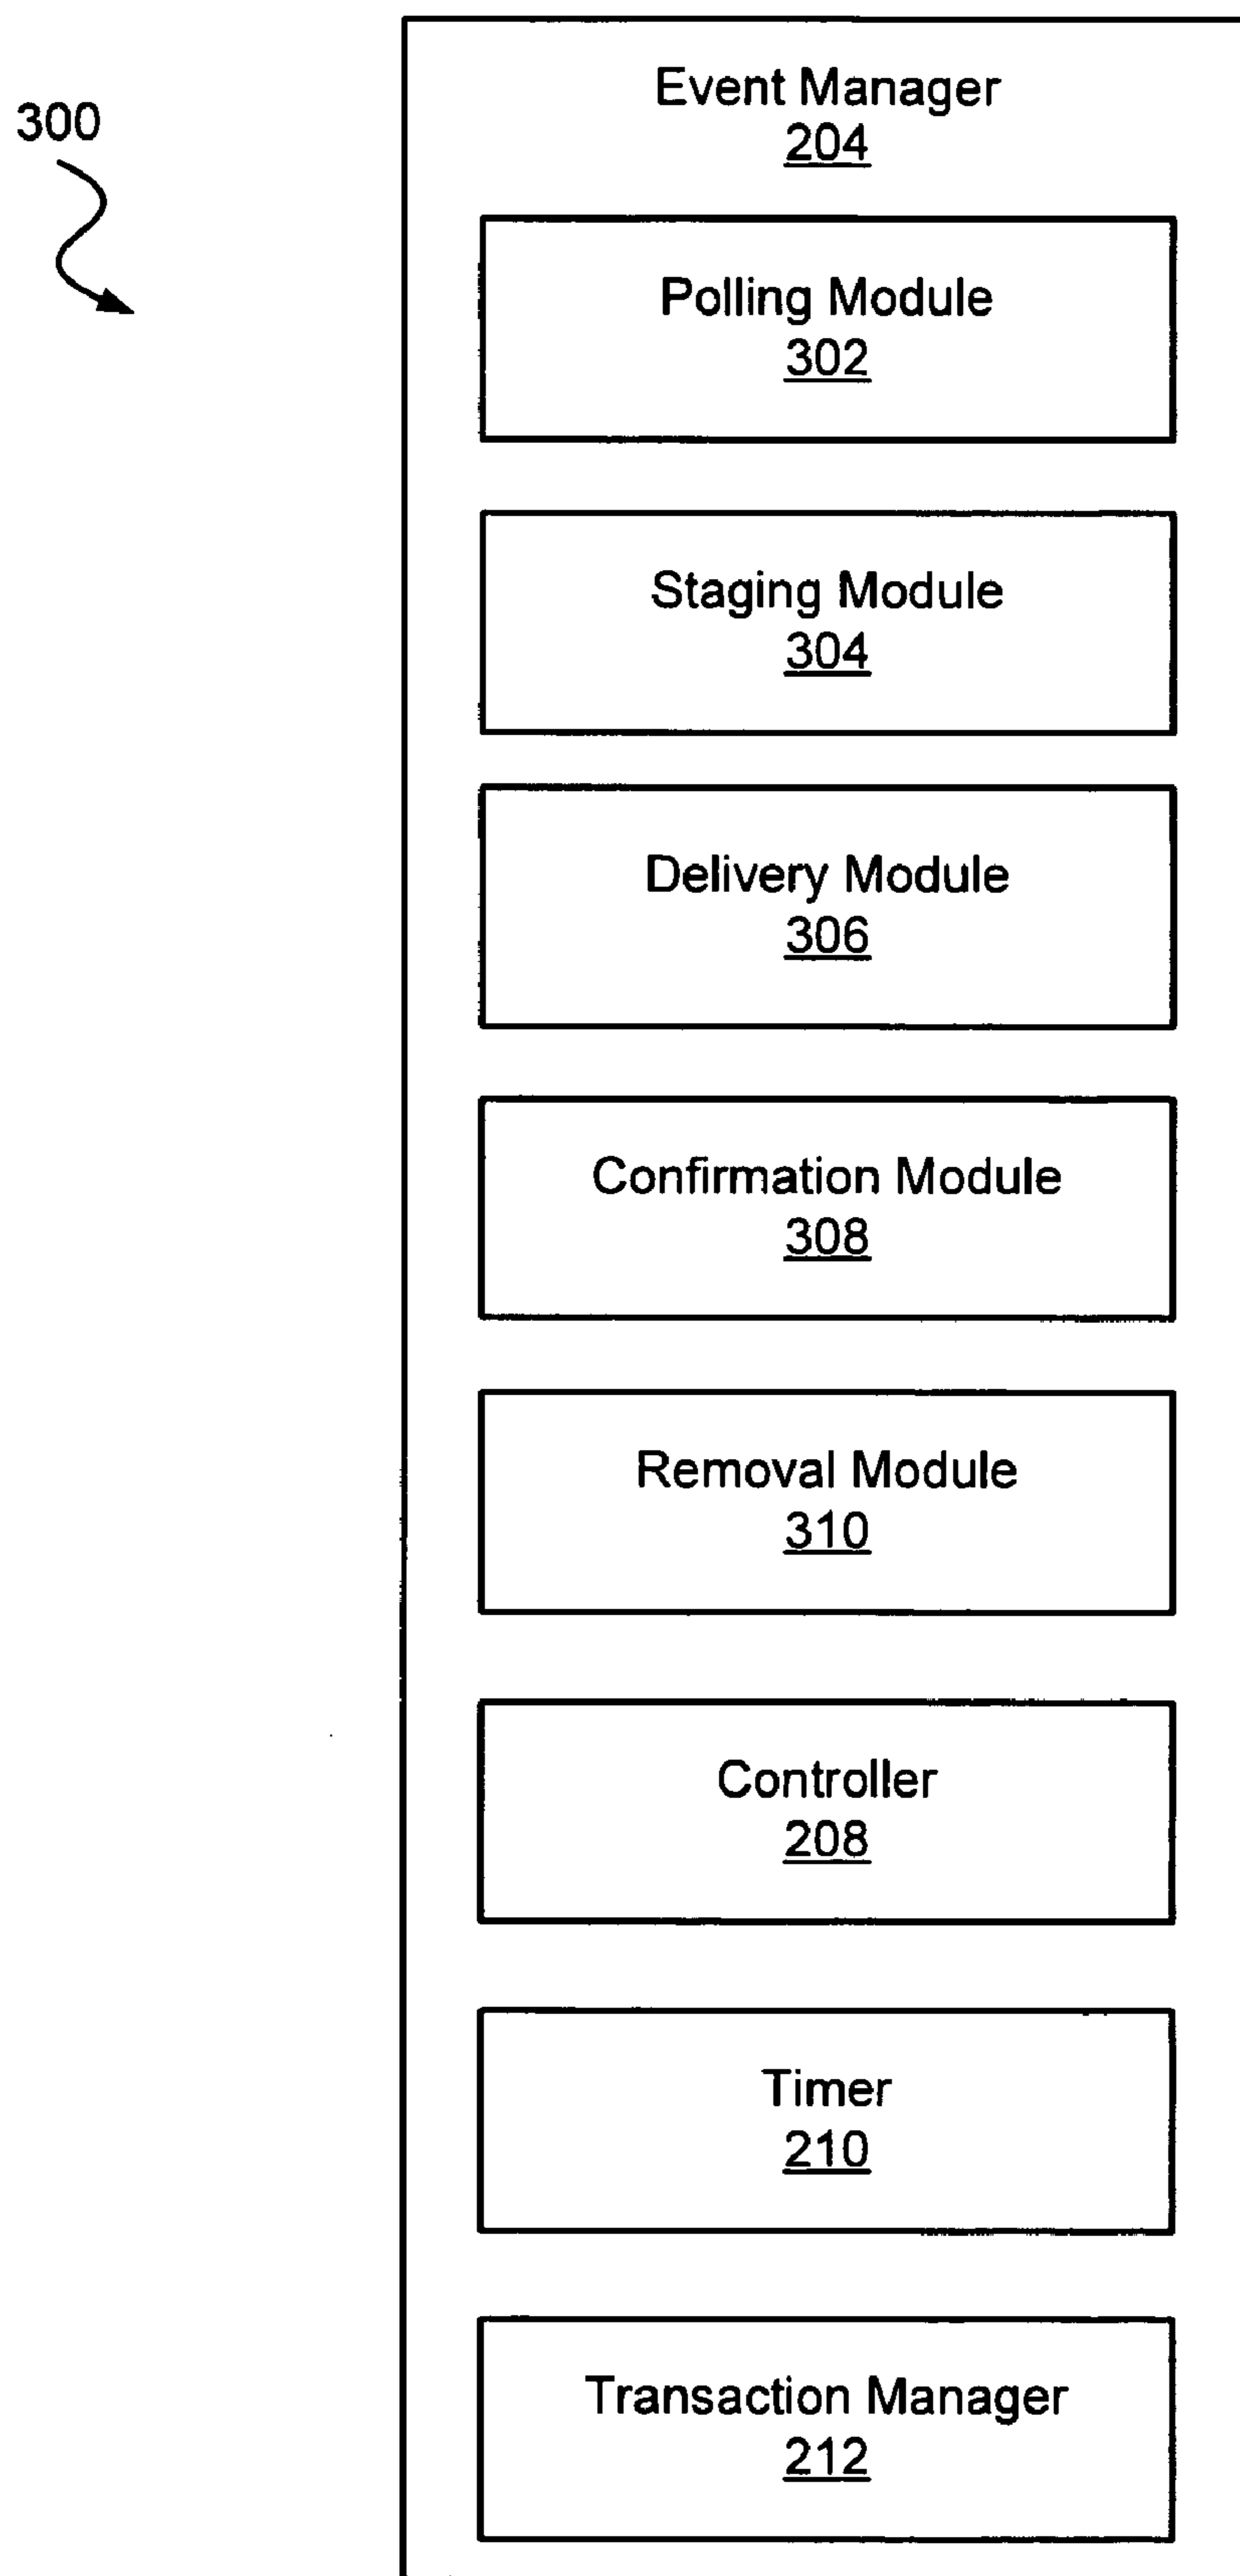 300
Event Manager
204
Polling Module
302
Staging Module
304
Delivery Module
306
Confirmation Module
308
Removal Module
310
Controller
208
Timer
210
Transaction Manager
212